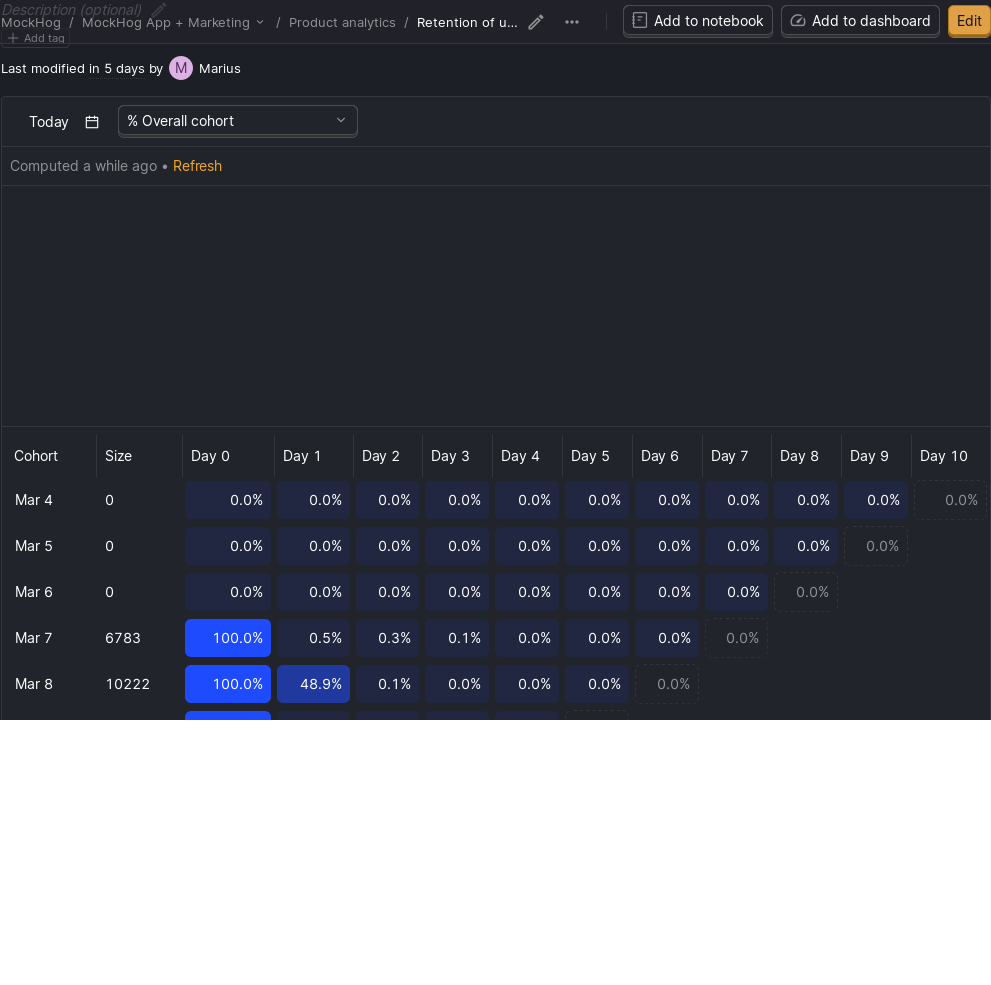 Description (optional)
MockHog / MockHog App + Marketing / Product analytics / Retention of u... Add to notebook Add to dashboard Edit
Add tag
Last modified in 5 days by M Marius
Today % Overall cohort
Computed a while ago • Refresh
Cohort Size Day 0 Day 1 Day 2 Day 3 Day 4 Day 5 Day 6 Day 7 Day 8 Day 9 Day 10
Mar 4 0 0.0% 0.0% 0.0% 0.0% 0.0% 0.0% 0.0% 0.0% 0.0% 0.0% 0.0%
Mar 5 0 0.0% 0.0% 0.0% 0.0% 0.0% 0.0% 0.0% 0.0% 0.0% 0.0%
Mar 6 0 0.0% 0.0% 0.0% 0.0% 0.0% 0.0% 0.0% 0.0% 0.0%
Mar 7 6783 100.0% 0.5% 0.3% 0.1% 0.0% 0.0% 0.0% 0.0%
Mar 8 10222 100.0% 48.9% 0.1% 0.0% 0.0% 0.0% 0.0%